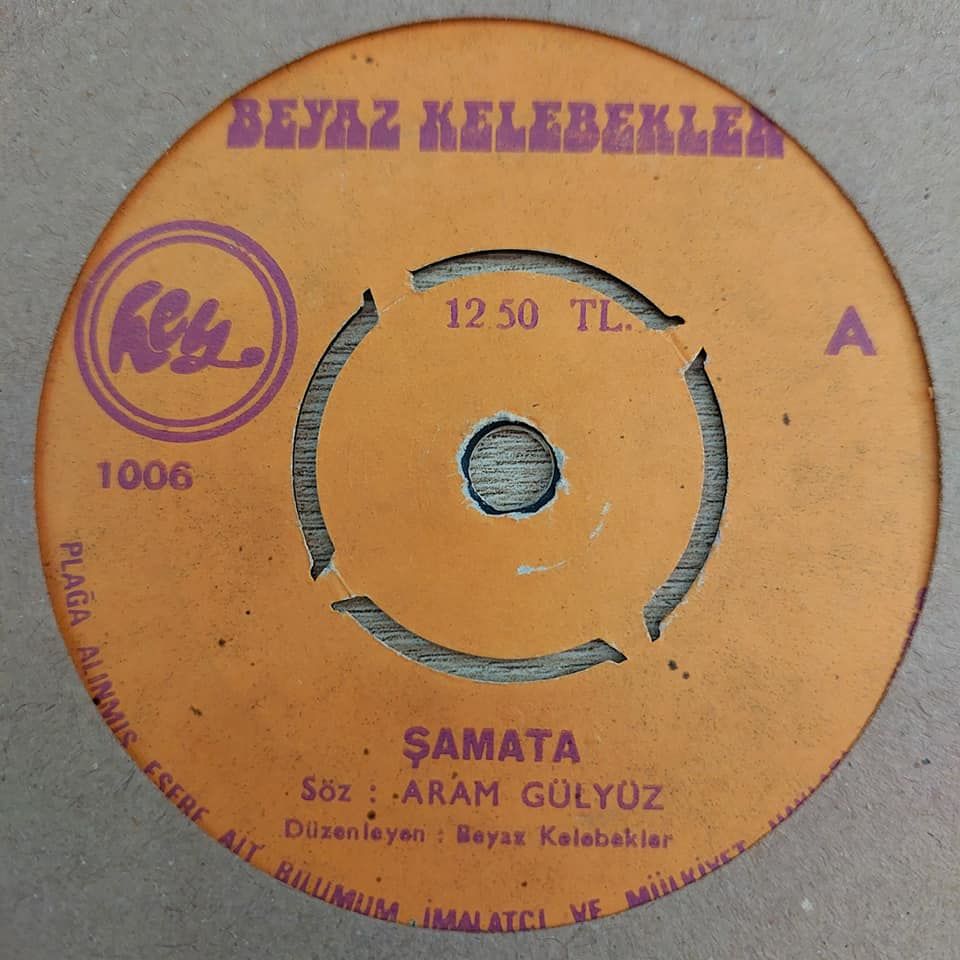 BEYAZ KELEBEKLER
Key
12 50 TL.
A
1006
ŞAMATA
Söz : ARAM GÜLYÜZ
Düzenleyen : Beyaz Kelebekler
PLAĞA ALINMIŞ ESERE AİT BİLUMUM İMALATÇI VE MÜLKİYET